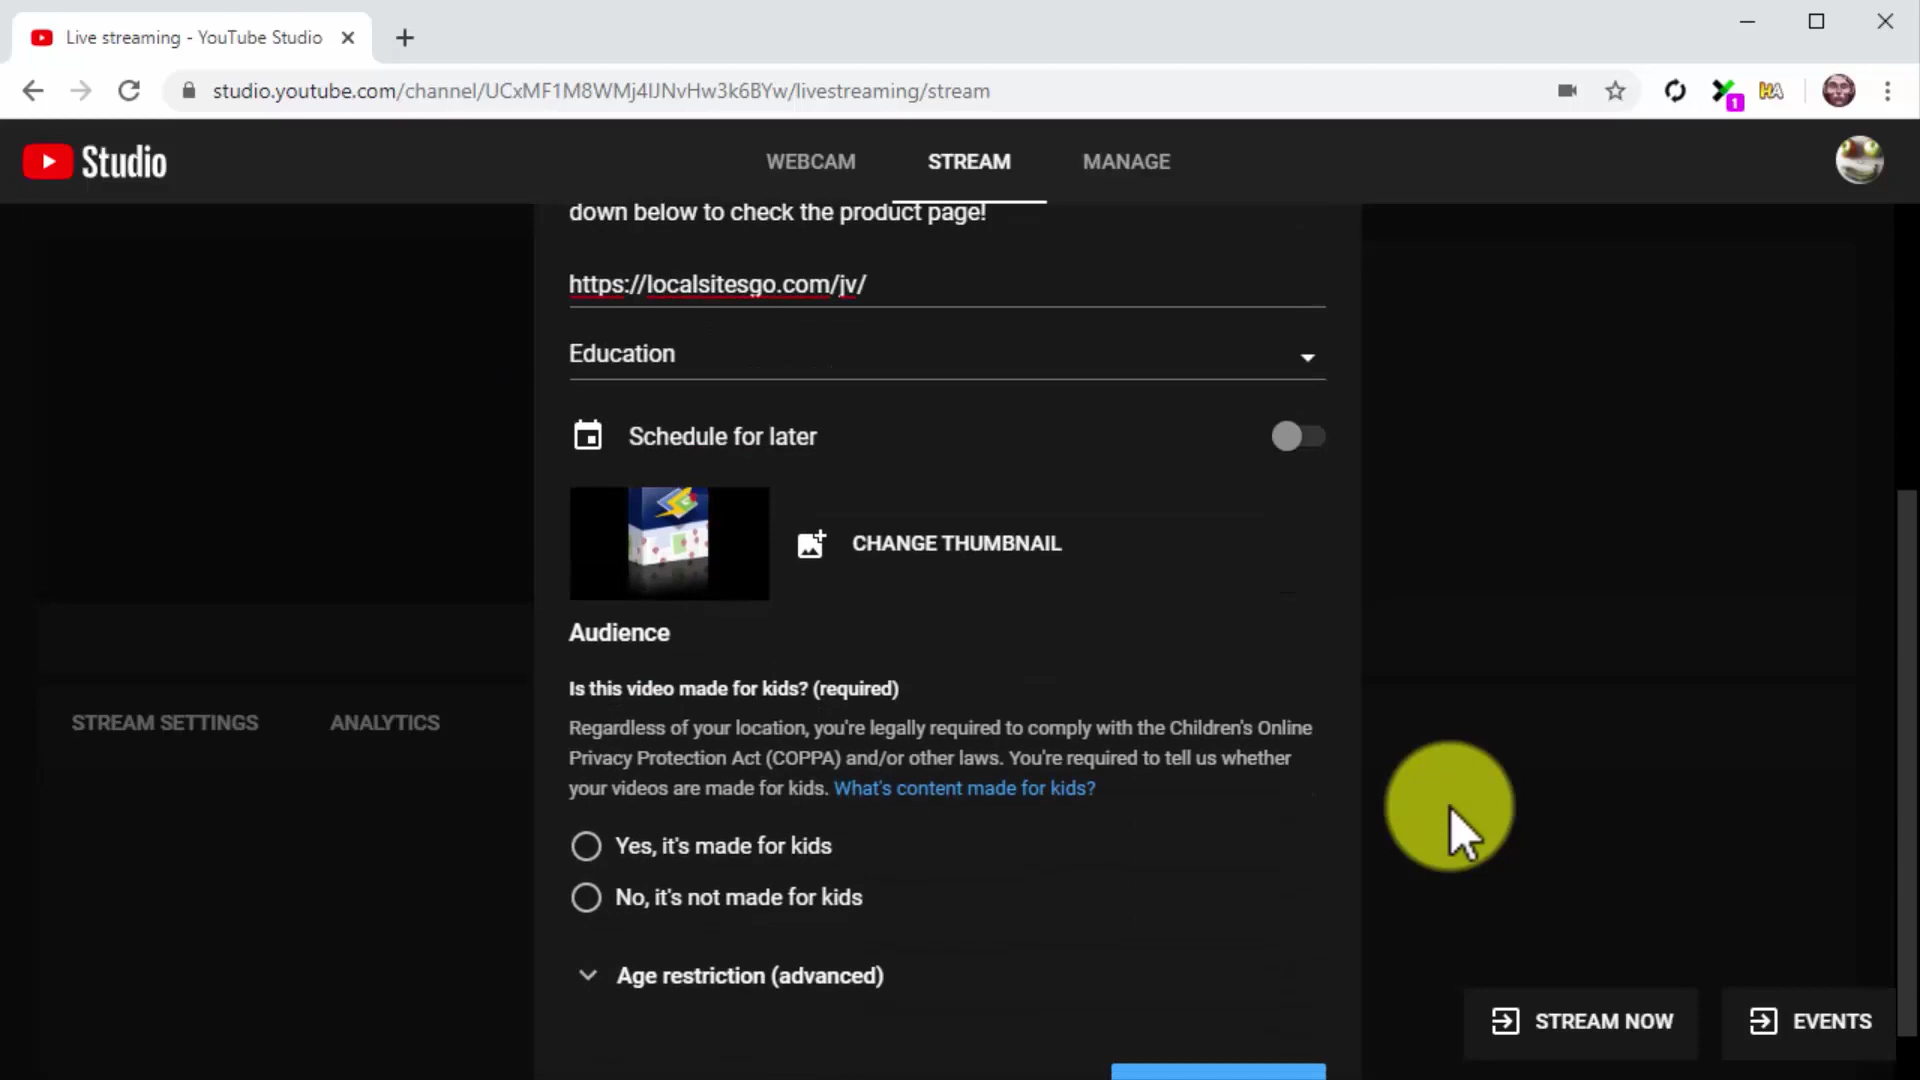 Live streaming - YouTube Studio
studio.youtube.com/channel/UCxMF1M8WMj4IJNvHw3k6BYw/livestreaming/stream
1
HA
Studio
WEBCAM
STREAM
MANAGE
down below to check the product page!
https://localsitesgo.com/jv/
Education
Schedule for later
CHANGE THUMBNAIL
Audience
Is this video made for kids? (required)
Regardless of your location, you're legally required to comply with the Children's Online
Privacy Protection Act (COPPA) and/or other laws. You're required to tell us whether
your videos are made for kids. What's content made for kids?
STREAM SETTINGS
ANALYTICS
Yes, it's made for kids
No, it's not made for kids
Age restriction (advanced)
STREAM NOW
EVENTS